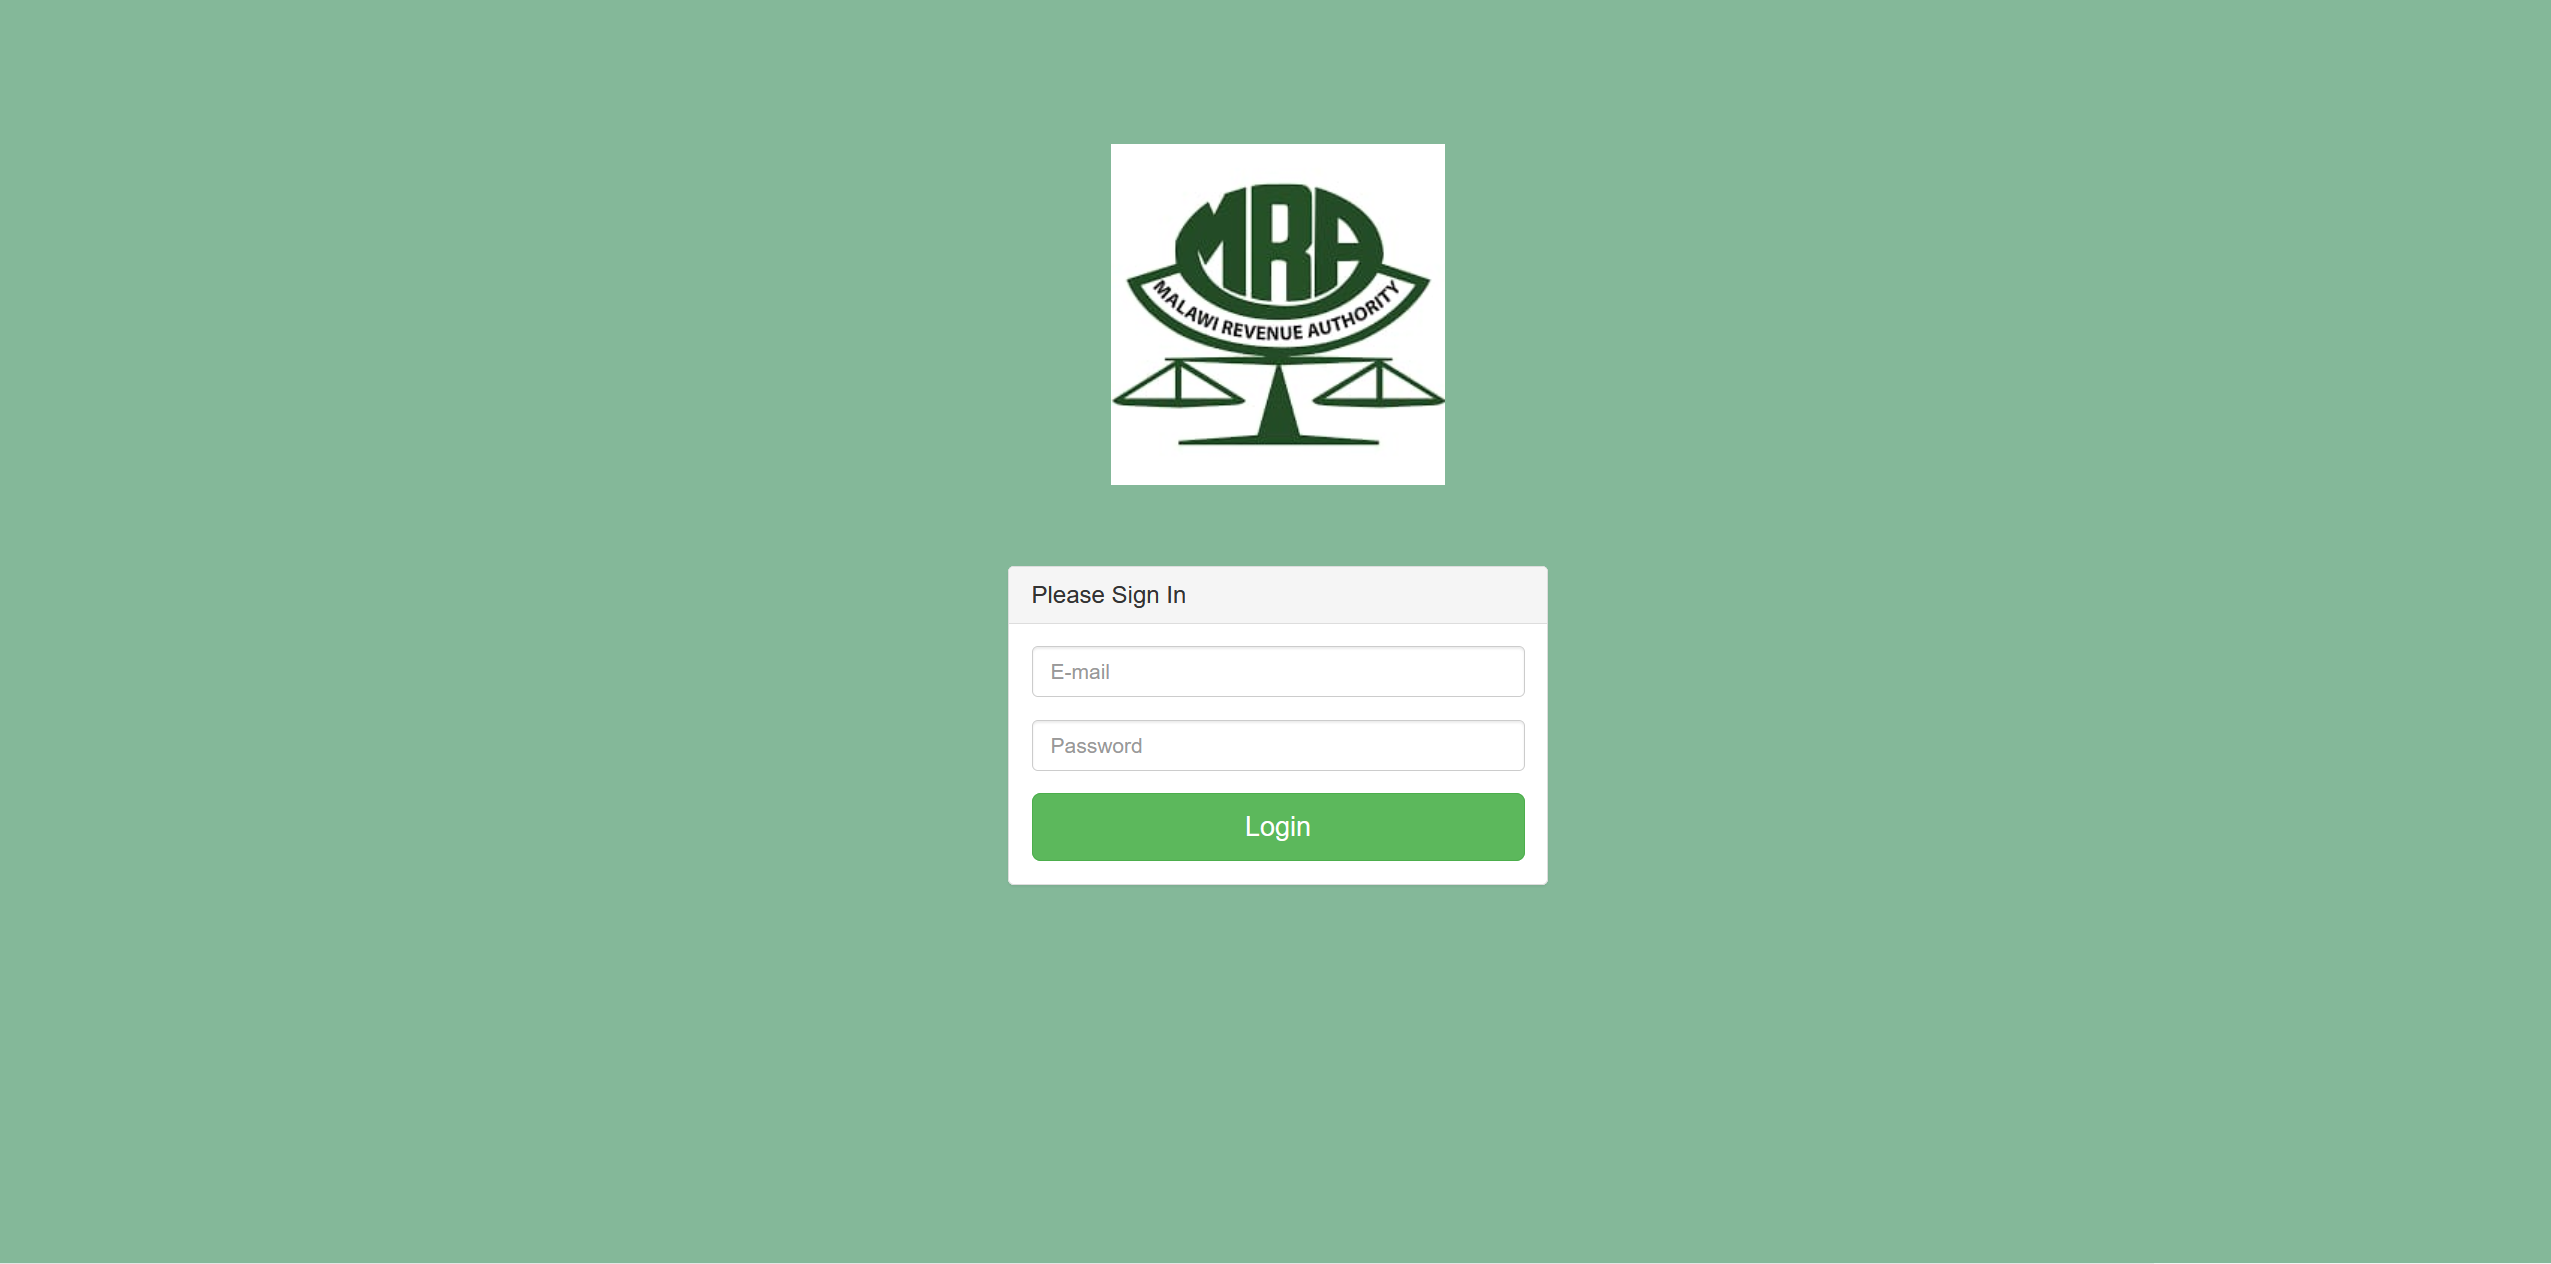 MRA
MALAWI REVENUE AUTHORITY
Please Sign In
E-mail
Password
Login